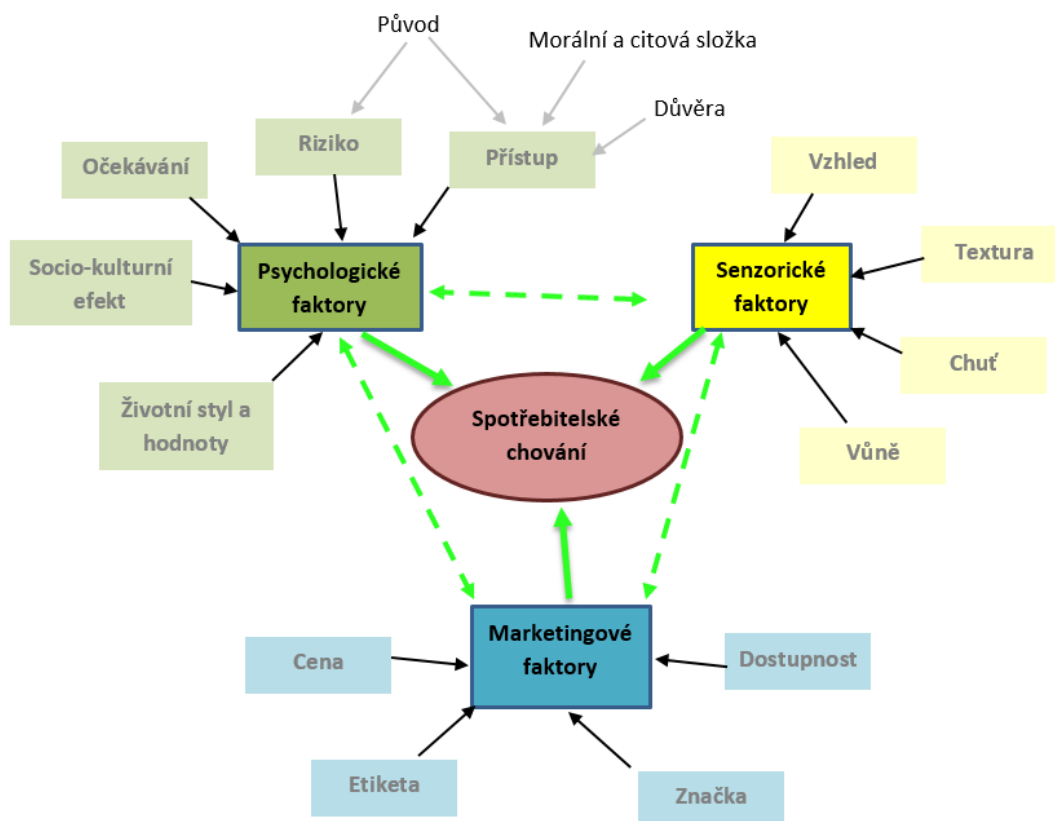 Původ
Morální a citová složka
Důvěra
Riziko
Přístup
Očekávání
Vzhled
Socio-kulturní
efekt
Psychologické
faktory
Senzorické
faktory
Textura
Životní styl a
hodnoty
Spotřebitelské
chování
Chuť
Vůně
Marketingové
faktory
Cena
Dostupnost
Etiketa
Značka